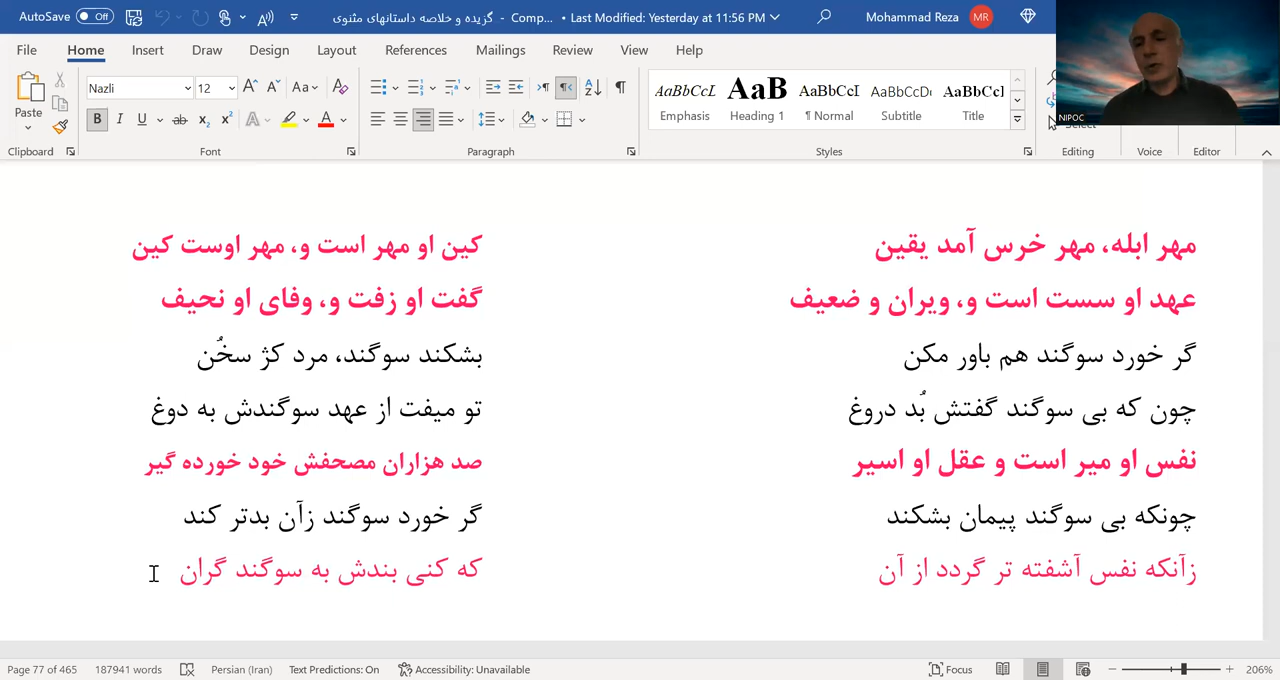 AutoSave Off گزیده و خلاصه داستانهای مثنوی - Comp... • Last Modified: Yesterday at 11:56 PM Mohammad Reza MR
File Home Insert Draw Design Layout References Mailings Review View Help
Nazli 12 Aa AaBbCcL AaB AaBbCcI AaBbCcDı AaBbCcI
Paste B I U ab x₂ x² A A Emphasis Heading 1 ¶ Normal Subtitle Title Select NIPOC
Clipboard Font Paragraph Styles Editing Voice Editor
مهر ابله، مهر خرس آمد یقین کین او مهر است و، مهر اوست کین
عهد او سست است و، ویران و ضعیف گفت او زفت و، وفای او نحیف
گر خورد سوگند هم باور مکن بشکند سوگند، مرد کژ سخُن
چون که بی سوگند گفتش بُد دروغ تو میفت از عهد سوگندش به دوغ
نفس او میر است و عقل او اسیر صد هزاران مصحفش خود خورده گیر
چونکه بی سوگند پیمان بشکند گر خورد سوگند زآن بدتر کند
زآنکه نفس آشفته تر گردد از آن که کنی بندش به سوگند گران
Page 77 of 465 187941 words Persian (Iran) Text Predictions: On Accessibility: Unavailable Focus 206%